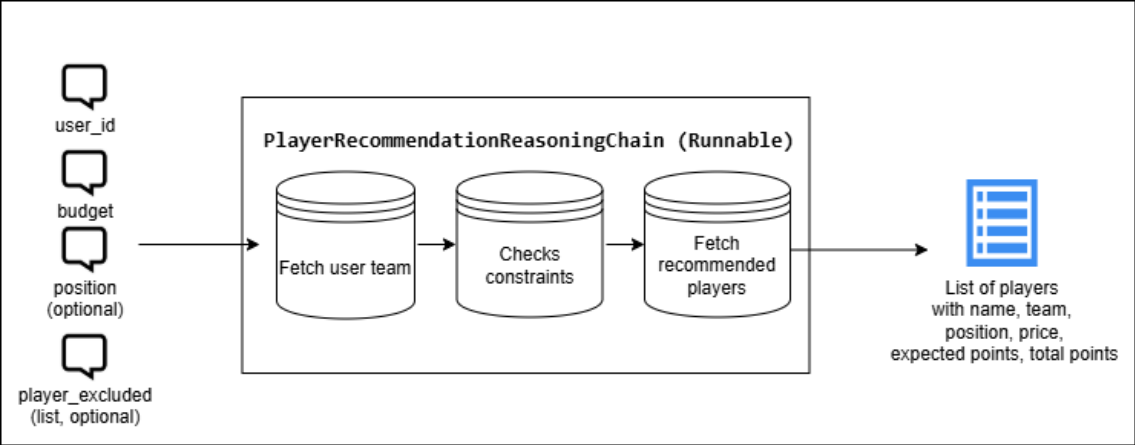 user_id
budget
position
(optional)
player_excluded
(list, optional)
PlayerRecommendationReasoningChain (Runnable)
Fetch user team
Checks
constraints
Fetch
recommended
players
List of players
with name, team,
position, price,
expected points, total points